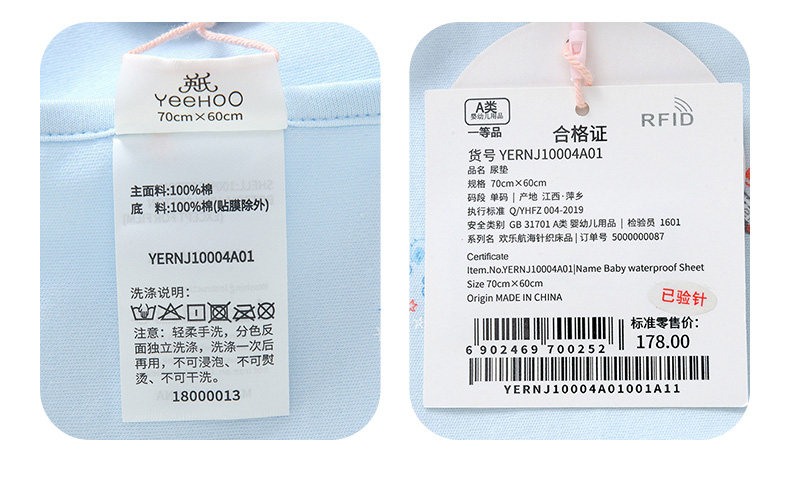 英氏
YeeHOO
70cm×60cm
主面料:100%棉
底　料:100%棉(贴膜除外)
YERNJ10004A01
洗涤说明：
注意：轻柔手洗，分色反
面独立洗涤，洗涤一次后
再用，不可浸泡、不可熨
烫、不可干洗。
18000013
A类
婴幼儿用品
一等品
合格证
RFID
货号 YERNJ10004A01
品名 尿垫
规格 70cm×60cm
码段 单码 | 产地 江西·萍乡
执行标准 Q/YHFZ 004-2019
安全类别 GB 31701 A类 婴幼儿用品 | 检验员 1601
系列名 欢乐航海针织床品 | 订单号 5000000087
Certificate
Item.No.YERNJ10004A01|Name Baby waterproof Sheet
Size 70cm×60cm
Origin MADE IN CHINA
已验针
标准零售价：
178.00
6 902469 700252
YERNJ10004A01001A11